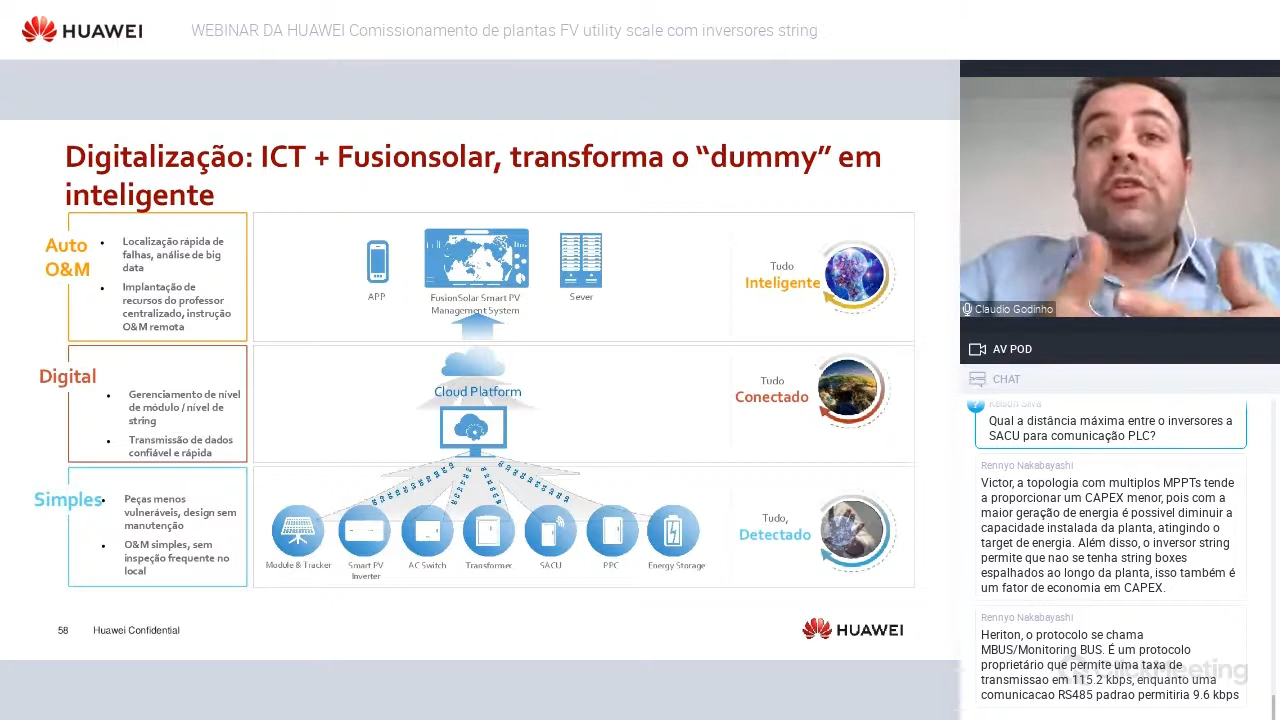 HUAWEI
WEBINAR DA HUAWEI Comissionamento de plantas FV utility scale com inversores string
Digitalização: ICT + Fusionsolar, transforma o “dummy” em
inteligente
Auto
O&M
• Localização rápida de
falhas, análise de big
data
• Implantação de
recursos do professor
centralizado, instrução
O&M remota
APP
FusionSolar Smart PV
Management System
Sever
Tudo
Inteligente
Digital
• Gerenciamento de nível
de módulo / nível de
string
• Transmissão de dados
confiável e rápida
Cloud Platform
Tudo
Conectado
Simples
• Peças menos
vulneráveis, design sem
manutenção
• O&M simples, sem
inspeção frequente no
local
Module & Tracker
Smart PV
Inverter
AC Switch
Transformer
SACU
PPC
Energy Storage
Tudo,
Detectado
58
Huawei Confidential
HUAWEI
Claudio Godinho
AV POD
CHAT
?
Kelson Silva
Qual a distância máxima entre o inversores a
SACU para comunicação PLC?
Rennyo Nakabayashi
Victor, a topologia com multiplos MPPTs tende
a proporcionar um CAPEX menor, pois com a
maior geração de energia é possivel diminuir a
capacidade instalada da planta, atingindo o
target de energia. Além disso, o inversor string
permite que nao se tenha string boxes
espalhados ao longo da planta, isso também é
um fator de economia em CAPEX.
Rennyo Nakabayashi
Heriton, o protocolo se chama
MBUS/Monitoring BUS. É um protocolo
proprietário que permite uma taxa de
transmissao em 115.2 kbps, enquanto uma
comunicacao RS485 padrao permitiria 9.6 kbps
ClickMeeting